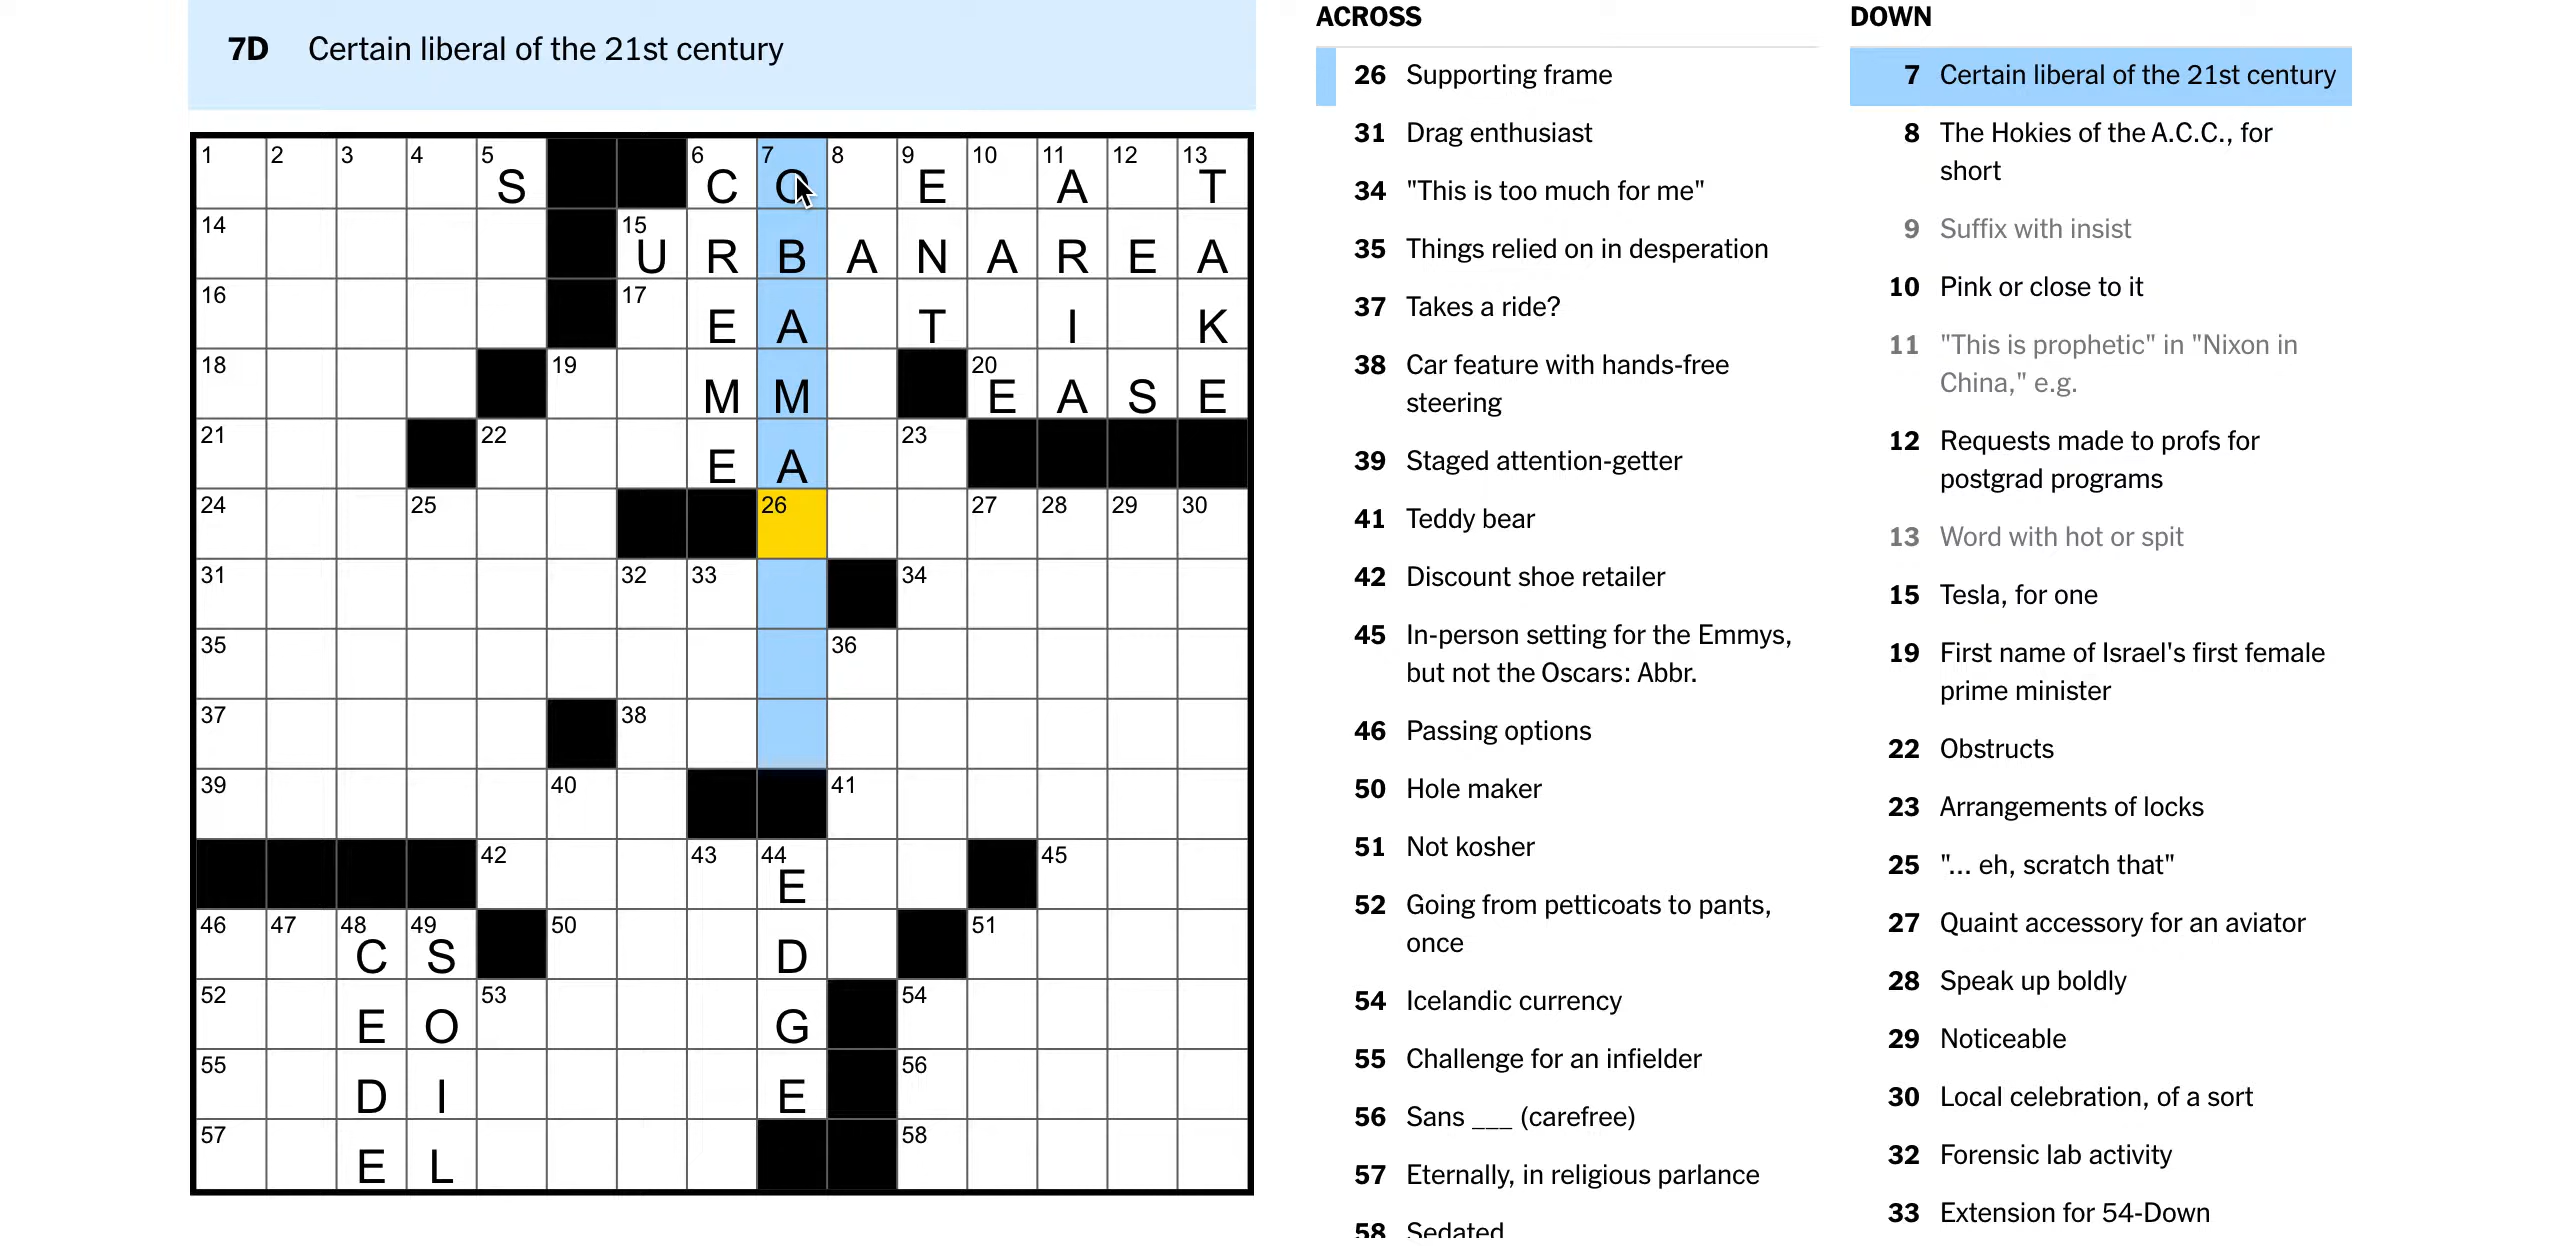 7D Certain liberal of the 21st century
1 2 3 4 5 S 6 C 7 O 8 9 E 10 11 A 12 13 T
14 15 U R B A N A R E A
16 17 E A T I K
18 19 M M 20 E A S E
21 22 E A 23
24 25 26 27 28 29 30
31 32 33 34
35 36
37 38
39 40 41
42 43 44 E 45
46 47 48 C 49 S 50 D 51
52 E O 53 G 54
55 D I E 56
57 E L 58
ACROSS
26 Supporting frame
31 Drag enthusiast
34 "This is too much for me"
35 Things relied on in desperation
37 Takes a ride?
38 Car feature with hands-free
steering
39 Staged attention-getter
41 Teddy bear
42 Discount shoe retailer
45 In-person setting for the Emmys,
but not the Oscars: Abbr.
46 Passing options
50 Hole maker
51 Not kosher
52 Going from petticoats to pants,
once
54 Icelandic currency
55 Challenge for an infielder
56 Sans ___ (carefree)
57 Eternally, in religious parlance
58 Sedated
DOWN
7 Certain liberal of the 21st century
8 The Hokies of the A.C.C., for
short
9 Suffix with insist
10 Pink or close to it
11 "This is prophetic" in "Nixon in
China," e.g.
12 Requests made to profs for
postgrad programs
13 Word with hot or spit
15 Tesla, for one
19 First name of Israel's first female
prime minister
22 Obstructs
23 Arrangements of locks
25 "... eh, scratch that"
27 Quaint accessory for an aviator
28 Speak up boldly
29 Noticeable
30 Local celebration, of a sort
32 Forensic lab activity
33 Extension for 54-Down